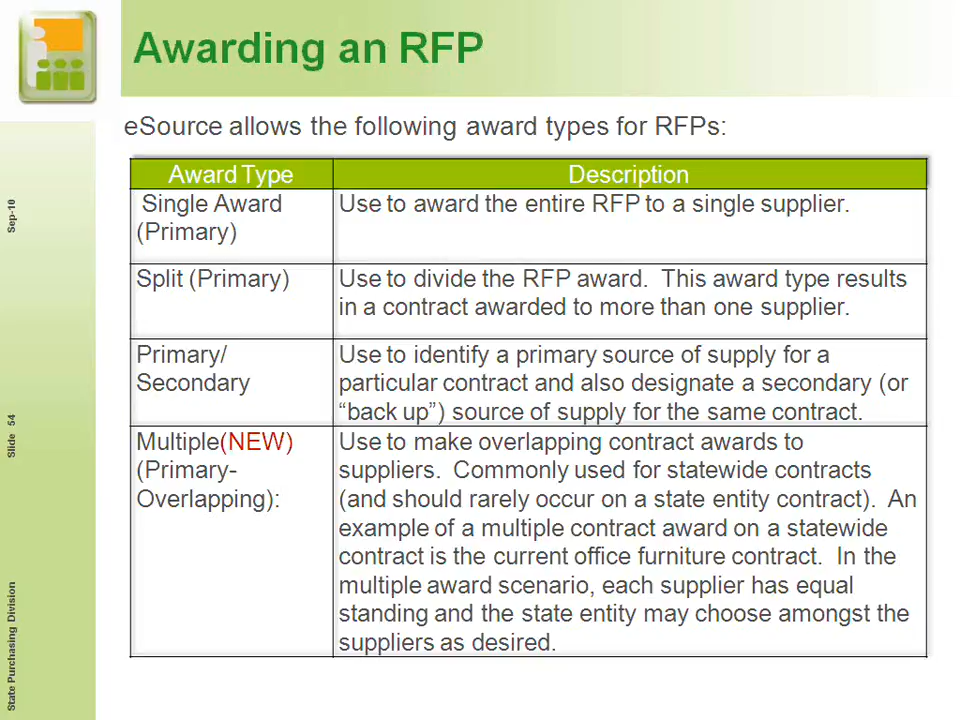 Awarding an RFP
eSource allows the following award types for RFPs:
Award Type
Description
Single Award
(Primary)
Use to award the entire RFP to a single supplier.
Split (Primary)
Use to divide the RFP award.  This award type results
in a contract awarded to more than one supplier.
Primary/
Secondary
Use to identify a primary source of supply for a
particular contract and also designate a secondary (or
“back up”) source of supply for the same contract.
Multiple(NEW)
(Primary-
Overlapping):
Use to make overlapping contract awards to
suppliers.  Commonly used for statewide contracts
(and should rarely occur on a state entity contract).  An
example of a multiple contract award on a statewide
contract is the current office furniture contract.  In the
multiple award scenario, each supplier has equal
standing and the state entity may choose amongst the
suppliers as desired.
Sep-10
Slide 54
State Purchasing Division